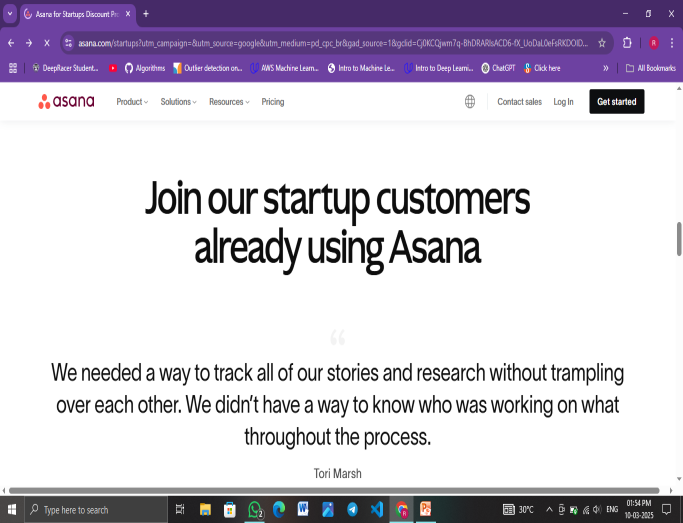 Asana for Startups Discount Pr
asana.com/startups?utm_campaign=&utm_source=google&utm_medium=pd_cpc_br&gad_source=1&gclid=
DeepRacer Student... Algorithms Outlier detection on... AWS Machine Learn... Intro to Machine Le... Intro to Deep Learni... ChatGPT Click here » All Bookmarks
asana Product Solutions Resources Pricing Contact sales Log In Get started
Join our startup customers
already using Asana
“
We needed a way to track all of our stories and research without trampling
over each other. We didn’t have a way to know who was working on what
throughout the process.
Tori Marsh
Type here to search 2 30°C ENG 01:54 PM
10-03-2025